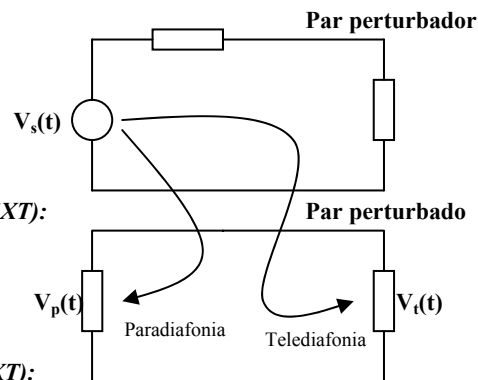 Par perturbador
Vs(t)
XT):
Par perturbado
Vp(t)
Vt(t)
Paradiafonia
Telediafonia
XT):